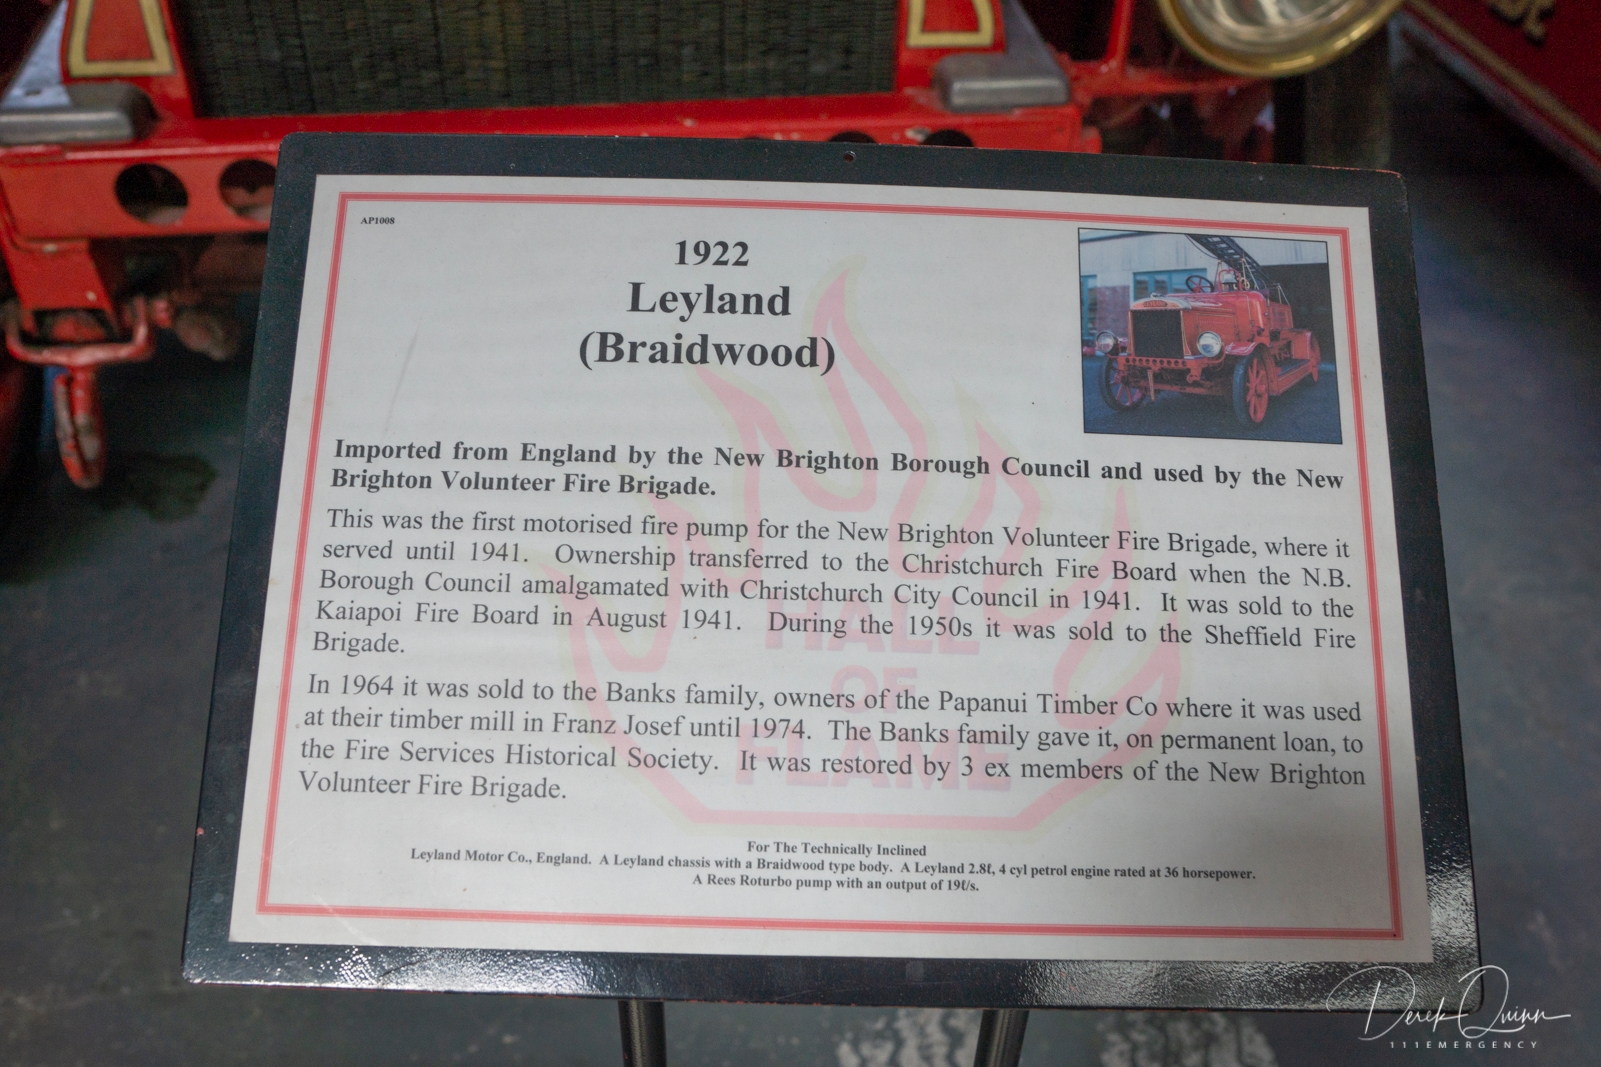 AP1008
1922
Leyland
(Braidwood)
Imported from England by the New Brighton Borough Council and used by the New
Brighton Volunteer Fire Brigade.
This was the first motorised fire pump for the New Brighton Volunteer Fire Brigade, where it
served until 1941. Ownership transferred to the Christchurch Fire Board when the N.B.
Borough Council amalgamated with Christchurch City Council in 1941. It was sold to the
Kaiapoi Fire Board in August 1941. During the 1950s it was sold to the Sheffield Fire
Brigade.
In 1964 it was sold to the Banks family, owners of the Papanui Timber Co where it was used
at their timber mill in Franz Josef until 1974. The Banks family gave it, on permanent loan, to
the Fire Services Historical Society. It was restored by 3 ex members of the New Brighton
Volunteer Fire Brigade.
HALL
OF
FLAME
For The Technically Inclined
Leyland Motor Co., England. A Leyland chassis with a Braidwood type body. A Leyland 2.8ℓ, 4 cyl petrol engine rated at 36 horsepower.
A Rees Roturbo pump with an output of 19ℓ/s.
Derek Quinn
111EMERGENCY